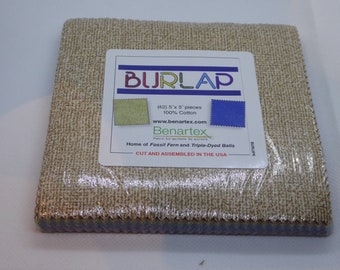 BURLAP
(42) 5"x 5" pieces
100% Cotton
www.benartex.com
Benartex
Home of Fossil Fern and Triple-Dyed Batiks
CUT AND ASSEMBLED IN THE USA